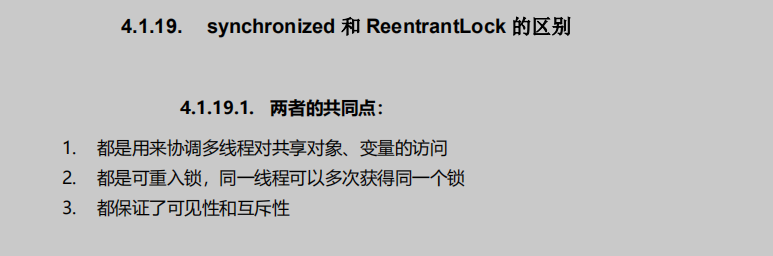 4.1.19. synchronized 和 ReentrantLock 的区别
4.1.19.1. 两者的共同点：
1. 都是用来协调多线程对共享对象、变量的访问
2. 都是可重入锁，同一线程可以多次获得同一个锁
3. 都保证了可见性和互斥性